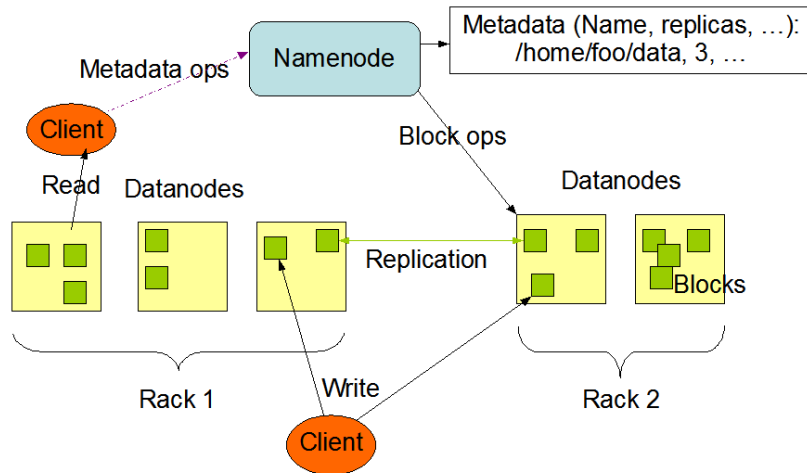 Metadata (Name, replicas, …):
/home/foo/data, 3, …
Namenode
Metadata ops
Client
Block ops
Read
Datanodes
Datanodes
Replication
Blocks
Write
Rack 1
Rack 2
Client